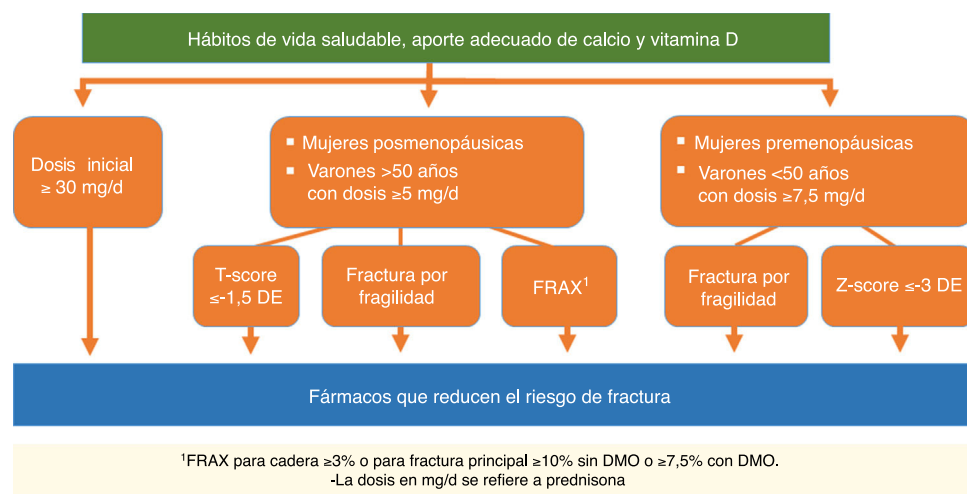 Hábitos de vida saludable, aporte adecuado de calcio y vitamina D
Dosis inicial
≥ 30 mg/d
▪ Mujeres posmenopáusicas
▪ Varones >50 años
con dosis ≥5 mg/d
▪ Mujeres premenopáusicas
▪ Varones <50 años
con dosis ≥7,5 mg/d
T-score
≤-1,5 DE
Fractura por
fragilidad
FRAX¹
Fractura por
fragilidad
Z-score ≤-3 DE
Fármacos que reducen el riesgo de fractura
¹FRAX para cadera ≥3% o para fractura principal ≥10% sin DMO o ≥7,5% con DMO.
-La dosis en mg/d se refiere a prednisona